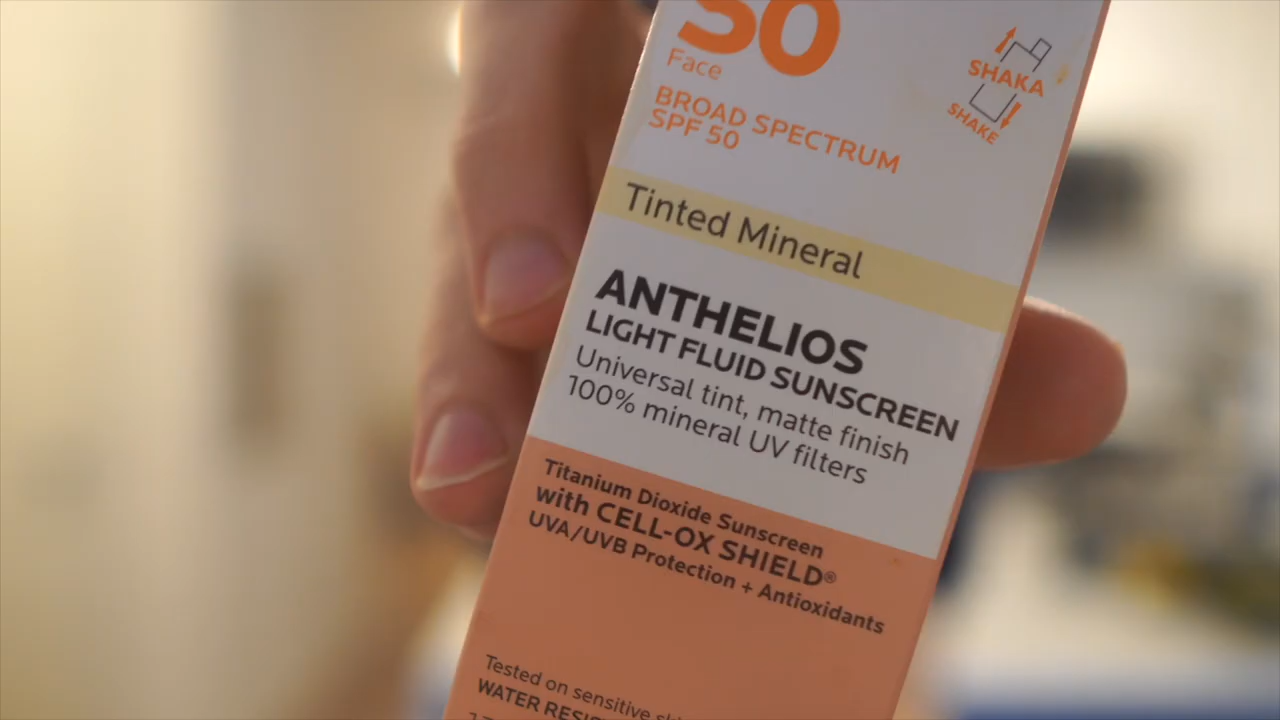 50
Face
BROAD SPECTRUM
SPF 50
SHAKA
SHAKE
Tinted Mineral
ANTHELIOS
LIGHT FLUID SUNSCREEN
Universal tint, matte finish
100% mineral UV filters
Titanium Dioxide Sunscreen
with CELL-OX SHIELD®
UVA/UVB Protection + Antioxidants
Tested on sensitive
WATER